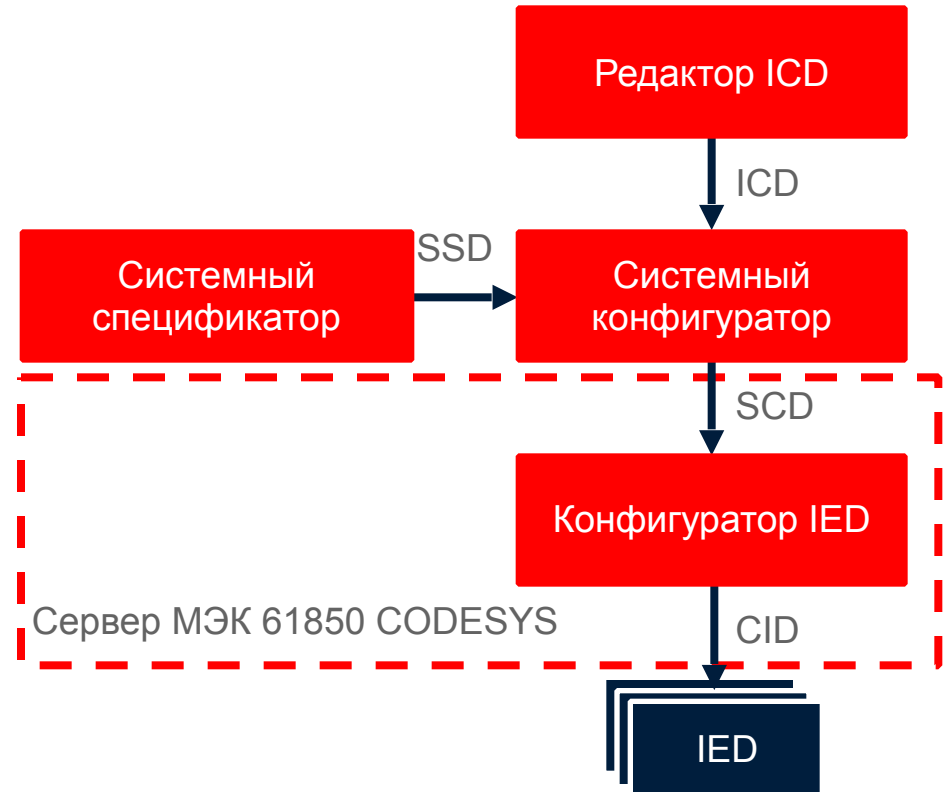 Редактор ICD
ICD
SSD
Системный
спецификатор
Системный
конфигуратор
SCD
Конфигуратор IED
Сервер МЭК 61850 CODESYS
CID
IED